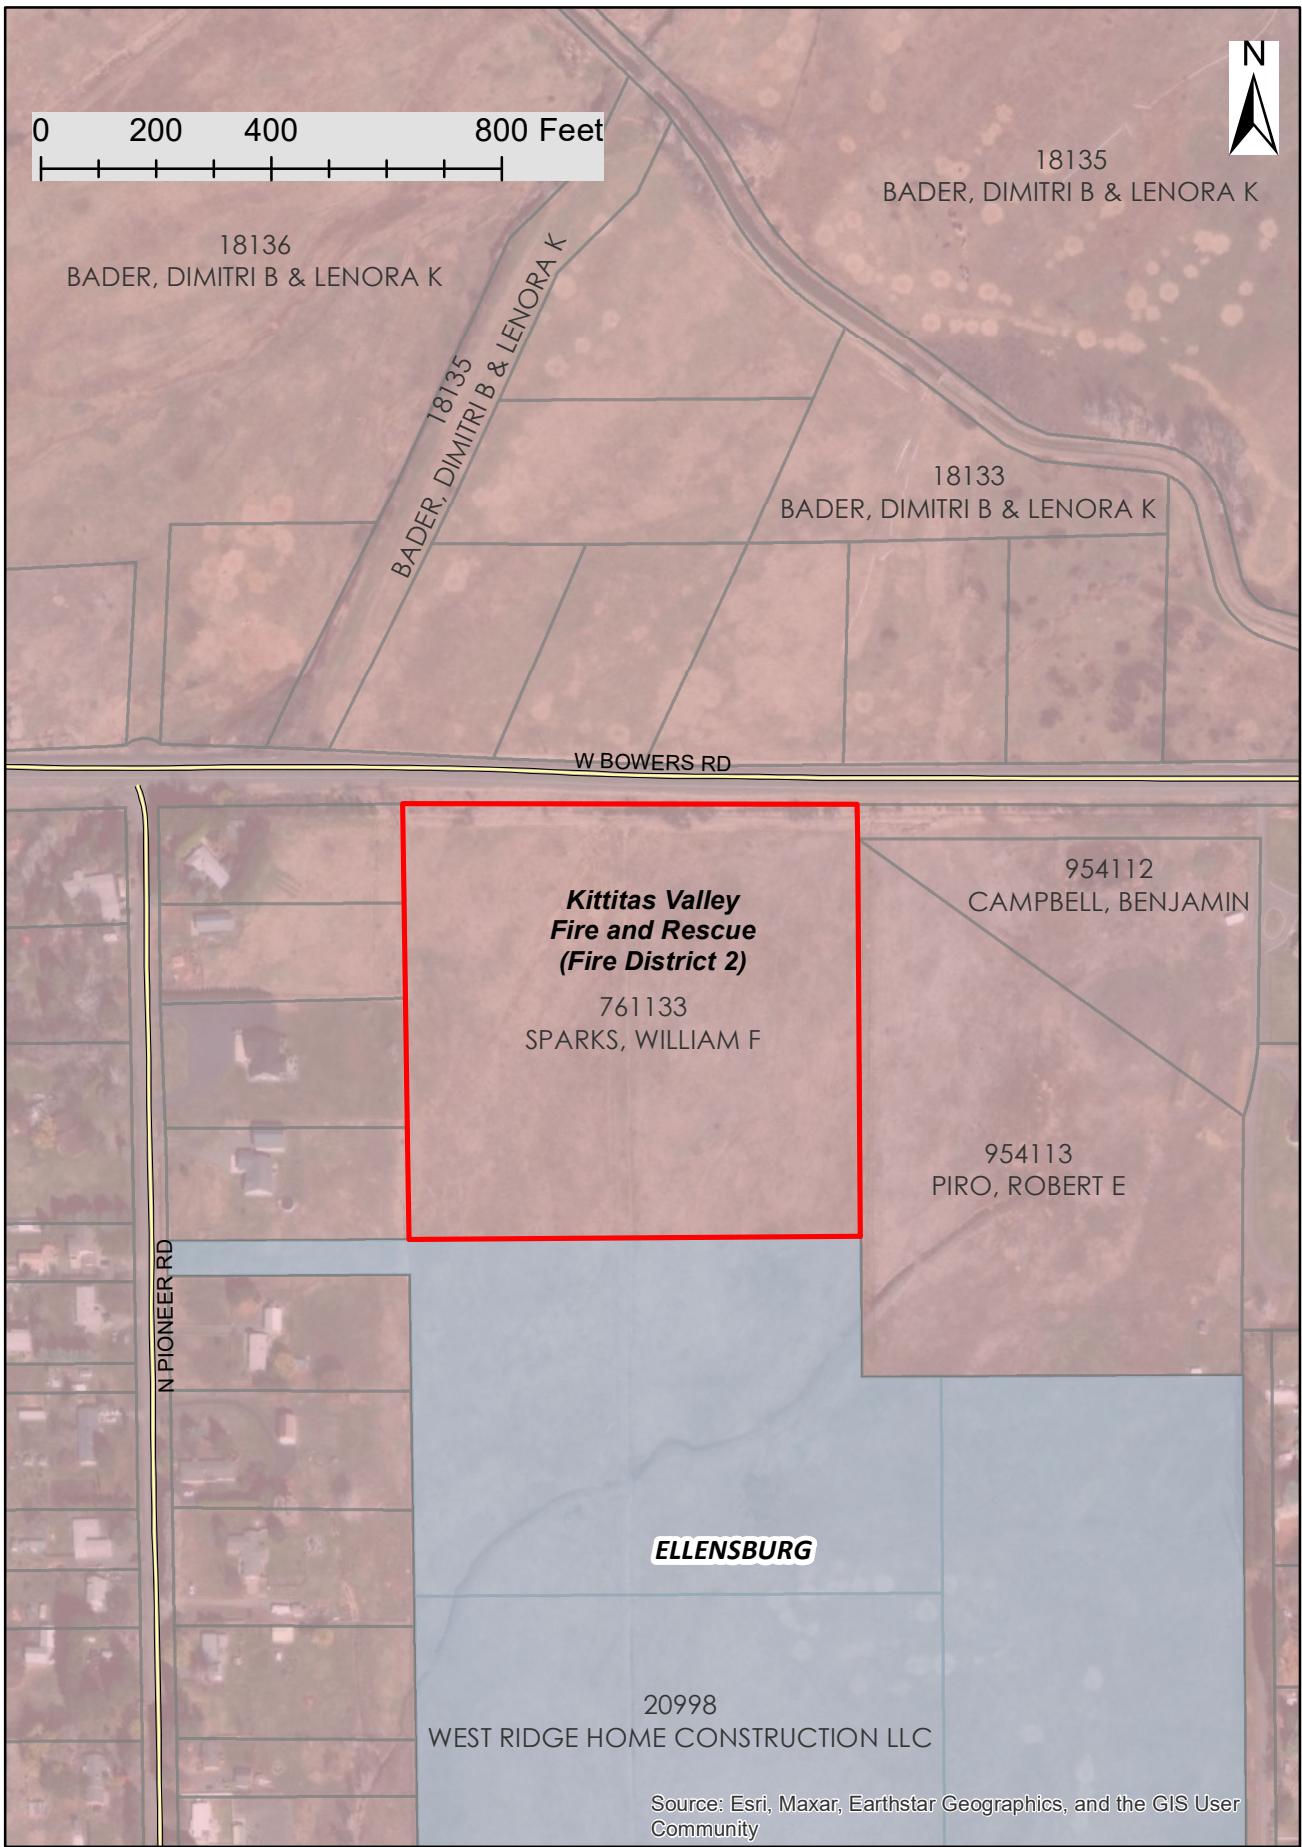 N
0 200 400 800 Feet
18135
BADER, DIMITRI B & LENORA K
18136
BADER, DIMITRI B & LENORA K
18135
BADER, DIMITRI B & LENORA K
18133
BADER, DIMITRI B & LENORA K
W BOWERS RD
954112
CAMPBELL, BENJAMIN
Kittitas Valley
Fire and Rescue
(Fire District 2)
761133
SPARKS, WILLIAM F
954113
PIRO, ROBERT E
N PIONEER RD
ELLENSBURG
20998
WEST RIDGE HOME CONSTRUCTION LLC
Source: Esri, Maxar, Earthstar Geographics, and the GIS User
Community